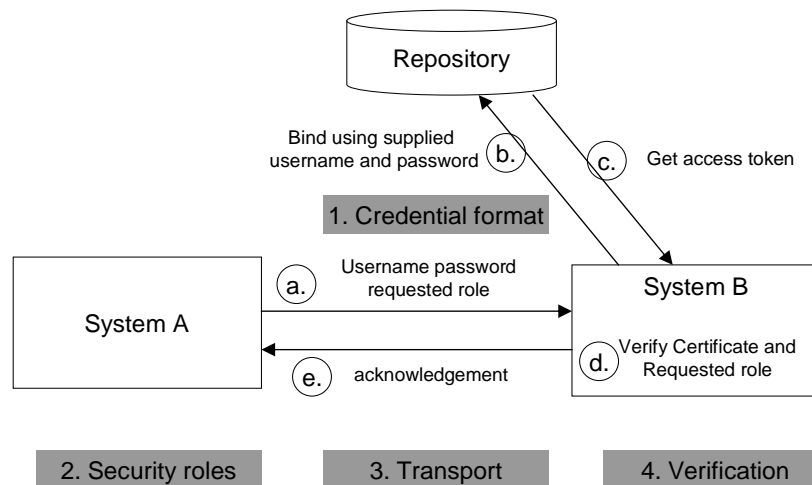 Repository
Bind using supplied
username and password
b.
c.
Get access token
1. Credential format
System A
a.
Username password
requested role
System B
d.
Verify Certificate and
Requested role
e.
acknowledgement
2. Security roles
3. Transport
4. Verification